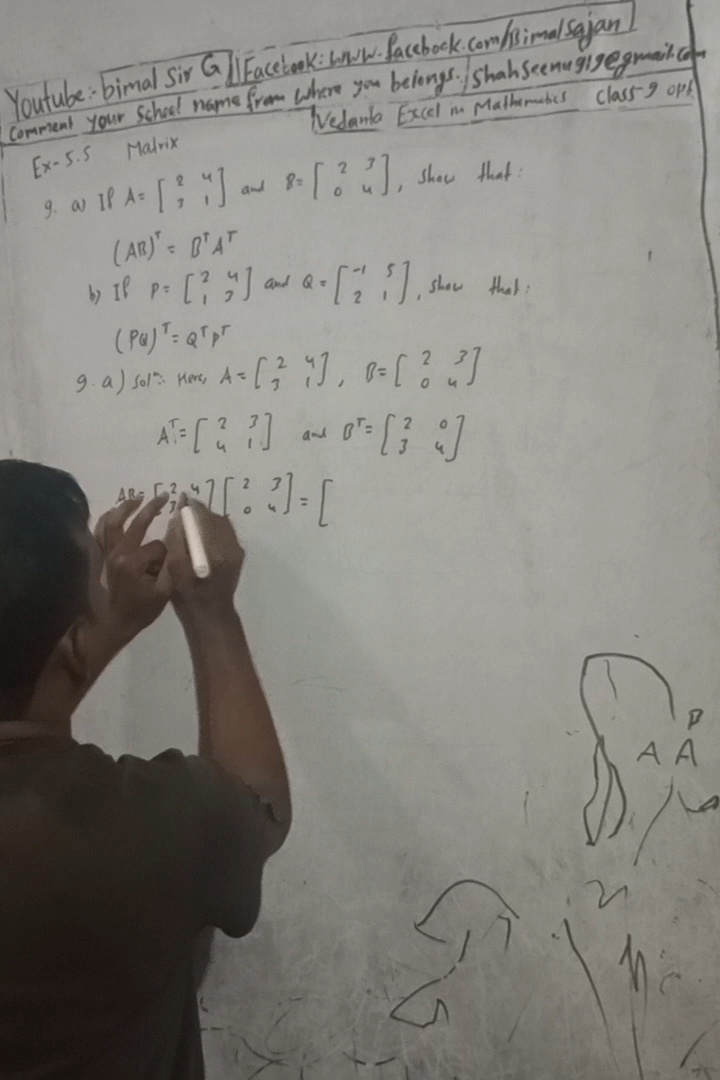 Youtube:- bimal Sir G || Facebook: www.facebook.com/Bimalsajan
Comment your School name from where you belongs. / shahseenu919@gmail.com
Vedanta Excel in Mathematics Class-9 opt
Ex-5.5 Matrix
9. a) If A = [2 4 3 1] and B = [2 3 0 4], show that:
(AB)ᵀ = BᵀAᵀ
b) If P = [2 4 1 3] and Q = [-1 5 2 1], show that:
(PQ)ᵀ = QᵀPᵀ
9. a) Solⁿ: Here, A = [2 4 3 1], B = [2 3 0 4]
Aᵀ = [2 3 4 1] and Bᵀ = [2 0 3 4]
AB = [2 4 3 ] [2 3 0 4] = [
P
A A